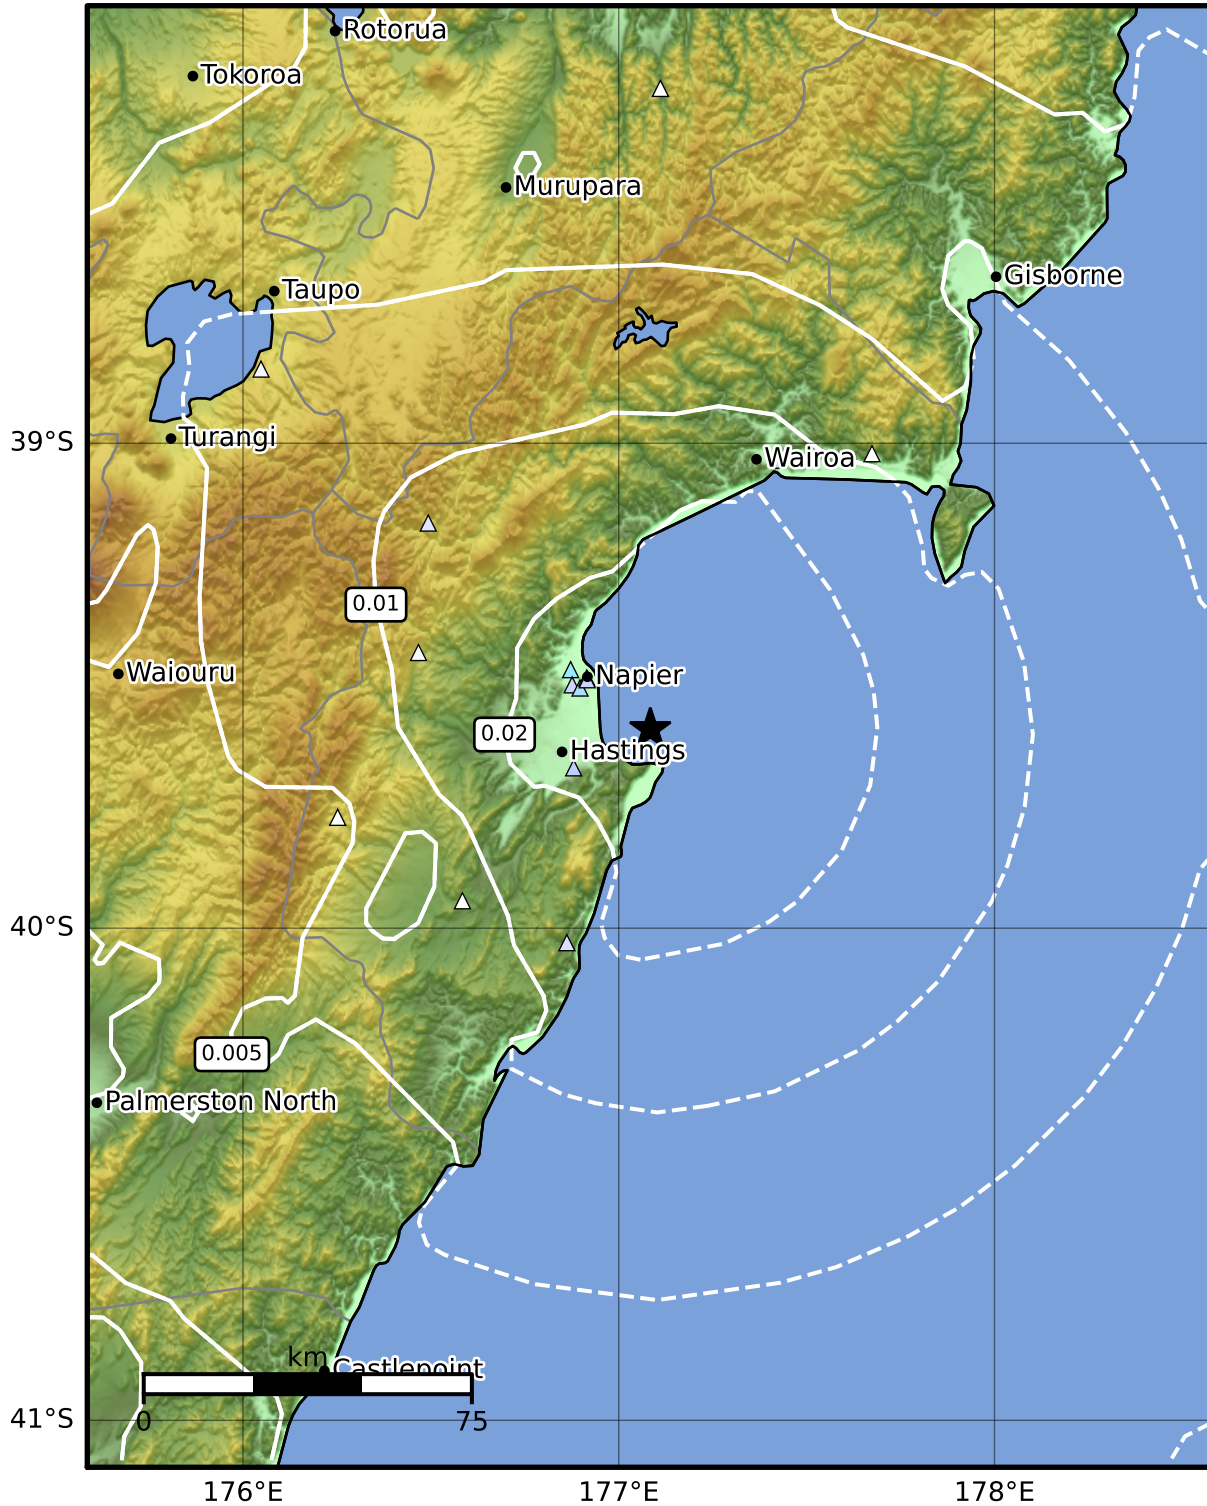 Rotorua
Tokoroa
Murupara
Gisborne
Taupo
39°S
Turangi
Wairoa
0.01
Waiouru
Napier
0.02
Hastings
40°S
0.005
Palmerston North
km
Castlepoint
0
75
41°S
176°E
177°E
178°E